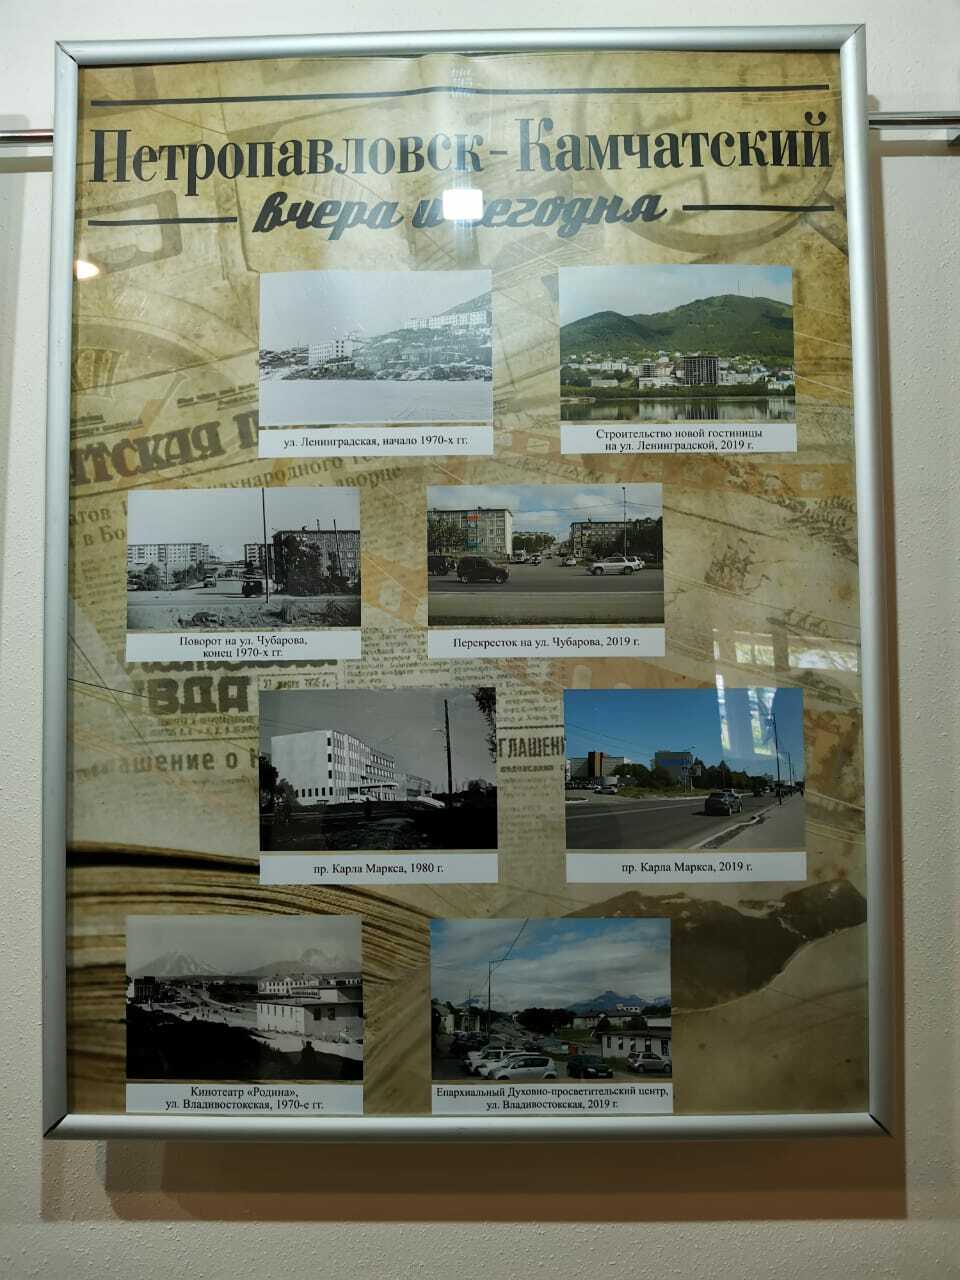 Петропавловск-Камчатский
вчера и сегодня
ул. Ленинградская, начало 1970-х гг.
Строительство новой гостиницы
на ул. Ленинградской, 2019 г.
Поворот на ул. Чубарова,
конец 1970-х гг.
Перекресток на ул. Чубарова, 2019 г.
пр. Карла Маркса, 1980 г.
пр. Карла Маркса, 2019 г.
Кинотеатр «Родина»,
ул. Владивостокская, 1970-е гг.
Епархиальный Духовно-просветительский центр,
ул. Владивостокская, 2019 г.